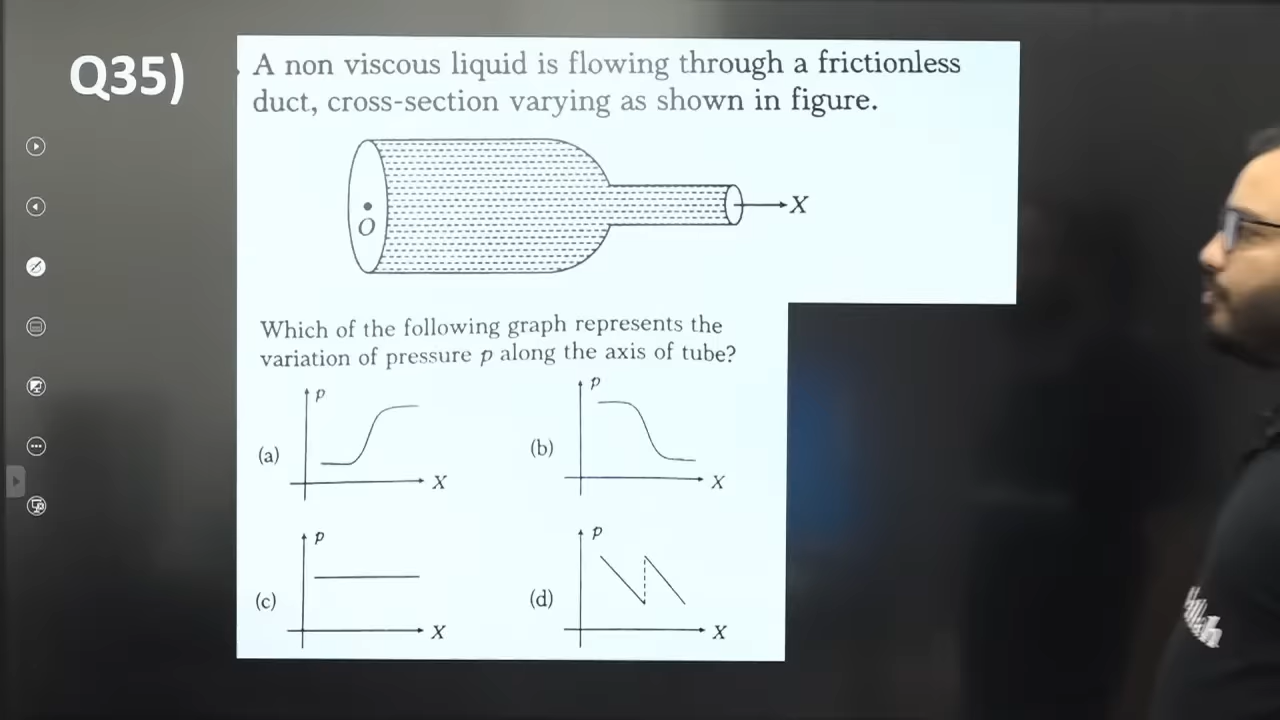 Q35)
A non viscous liquid is flowing through a frictionless
duct, cross-section varying as shown in figure.
O
X
Which of the following graph represents the
variation of pressure p along the axis of tube?
(a)
p
X
(b)
p
X
(c)
p
X
(d)
p
X